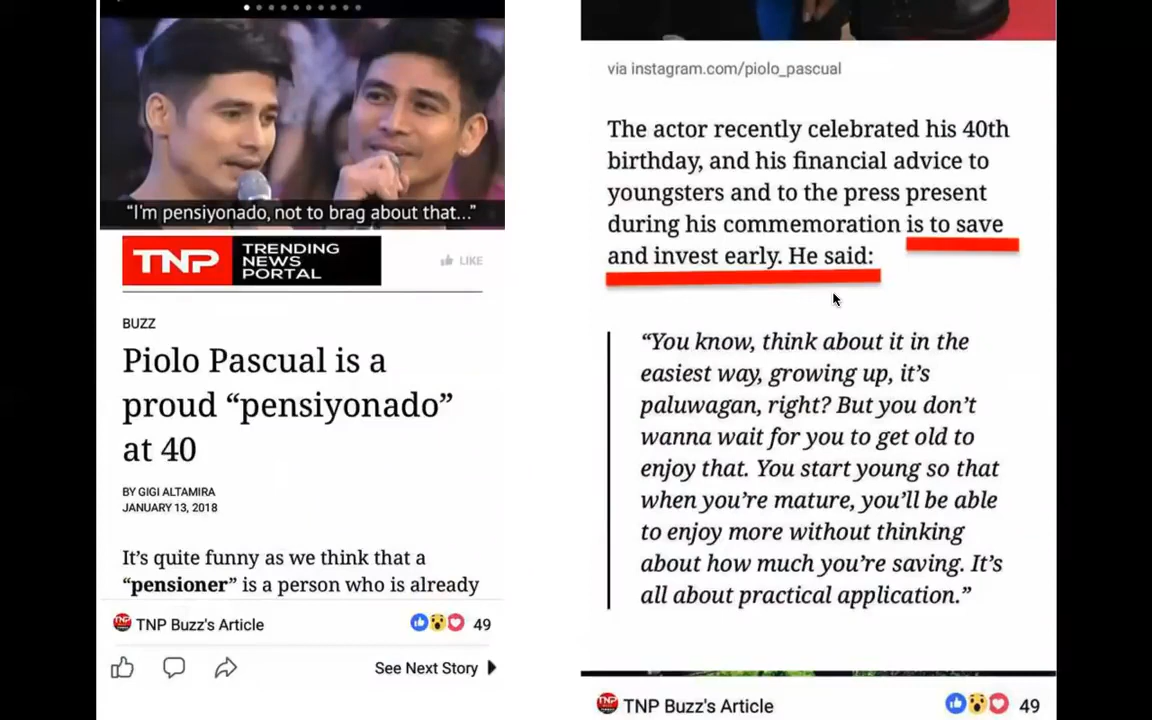 “I'm pensiyonado, not to brag about that...”
TNP
TRENDING
NEWS
PORTAL
LIKE
BUZZ
Piolo Pascual is a
proud “pensiyonado”
at 40
BY GIGI ALTAMIRA
JANUARY 13, 2018
It’s quite funny as we think that a
“pensioner” is a person who is already
TNP Buzz's Article
49
See Next Story
via instagram.com/piolo_pascual
The actor recently celebrated his 40th
birthday, and his financial advice to
youngsters and to the press present
during his commemoration is to save
and invest early. He said:
“You know, think about it in the
easiest way, growing up, it’s
paluwagan, right? But you don’t
wanna wait for you to get old to
enjoy that. You start young so that
when you’re mature, you’ll be able
to enjoy more without thinking
about how much you’re saving. It’s
all about practical application.”
TNP
TNP Buzz's Article
49